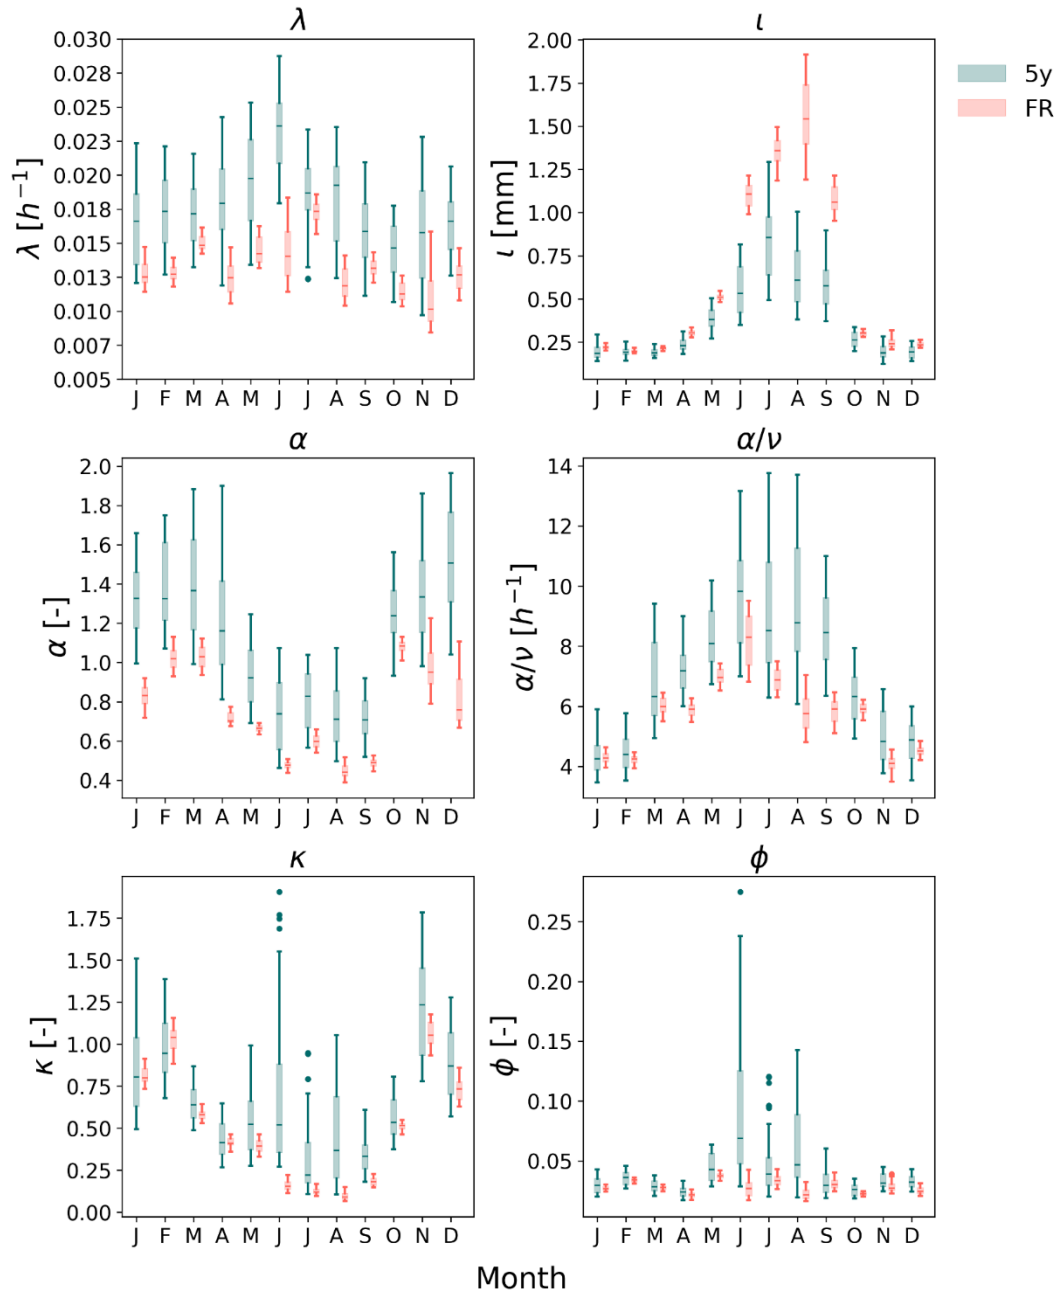 λ
ι
0.030
0.028
0.025
0.023
0.020
0.018
0.015
0.013
0.010
0.007
0.005
λ [h⁻¹]
J F M A M J J A S O N D
2.00
1.75
1.50
1.25
1.00
0.75
0.50
0.25
ι [mm]
J F M A M J J A S O N D
5y
FR
α
α/ν
2.0
1.8
1.6
1.4
1.2
1.0
0.8
0.6
0.4
α [-]
J F M A M J J A S O N D
14
12
10
8
6
4
α/ν [h⁻¹]
J F M A M J J A S O N D
κ
ϕ
1.75
1.50
1.25
1.00
0.75
0.50
0.25
0.00
κ [-]
J F M A M J J A S O N D
0.25
0.20
0.15
0.10
0.05
ϕ [-]
J F M A M J J A S O N D
Month